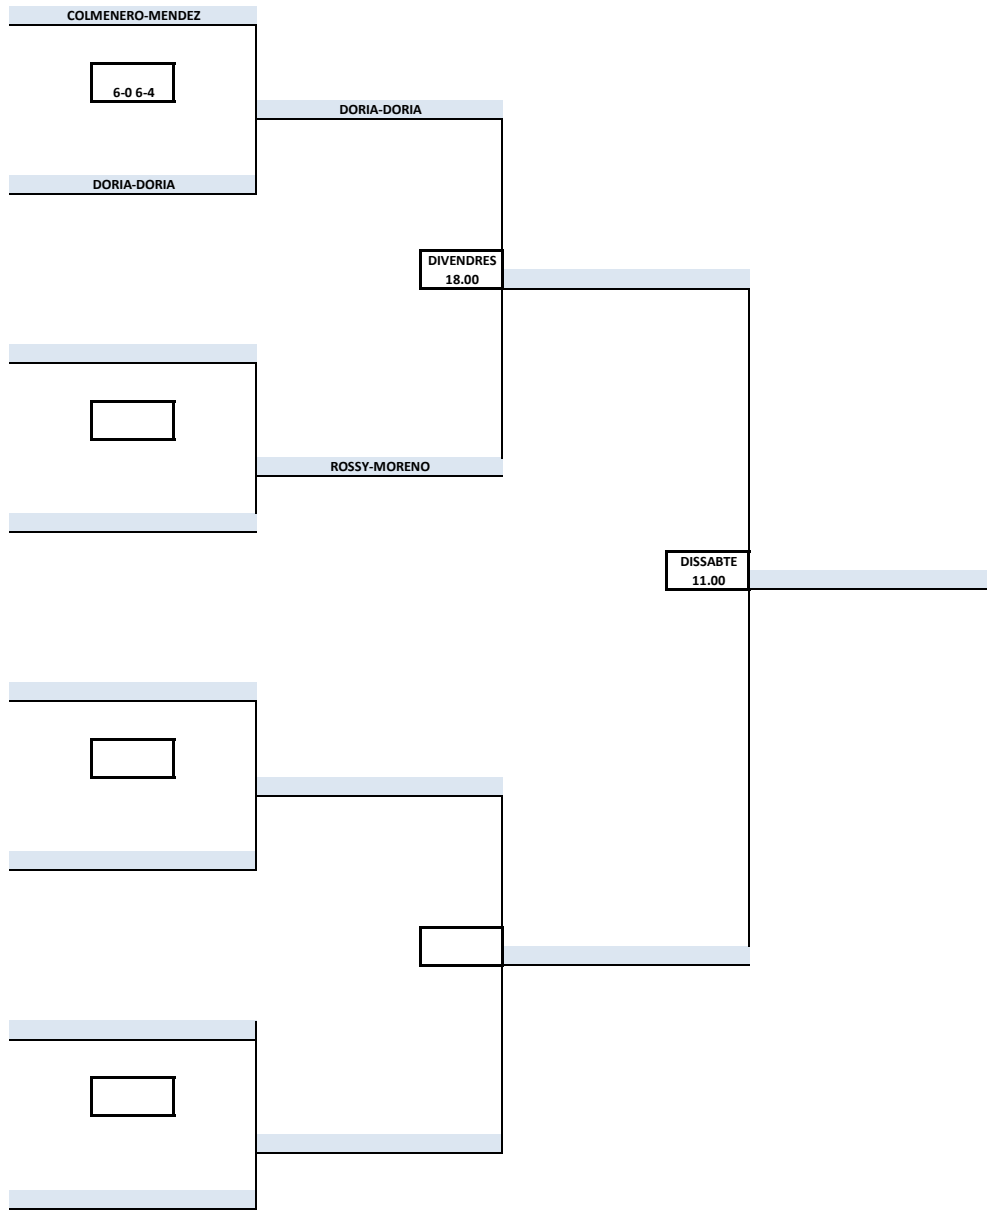 COLMENERO-MENDEZ
6-0 6-4
DORIA-DORIA
DORIA-DORIA
DIVENDRES
18.00
ROSSY-MORENO
DISSABTE
11.00